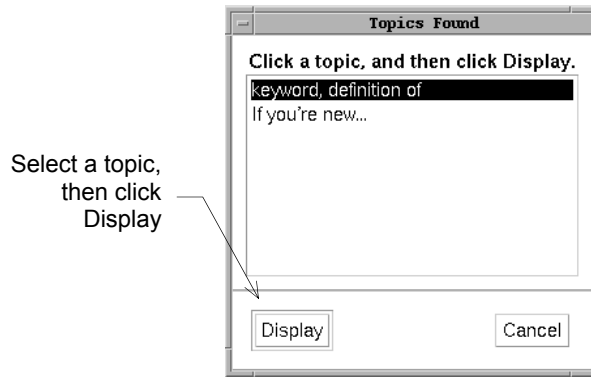 Topics Found
Click a topic, and then click Display.
keyword, definition of
If you're new...
Select a topic,
then click
Display
Display
Cancel